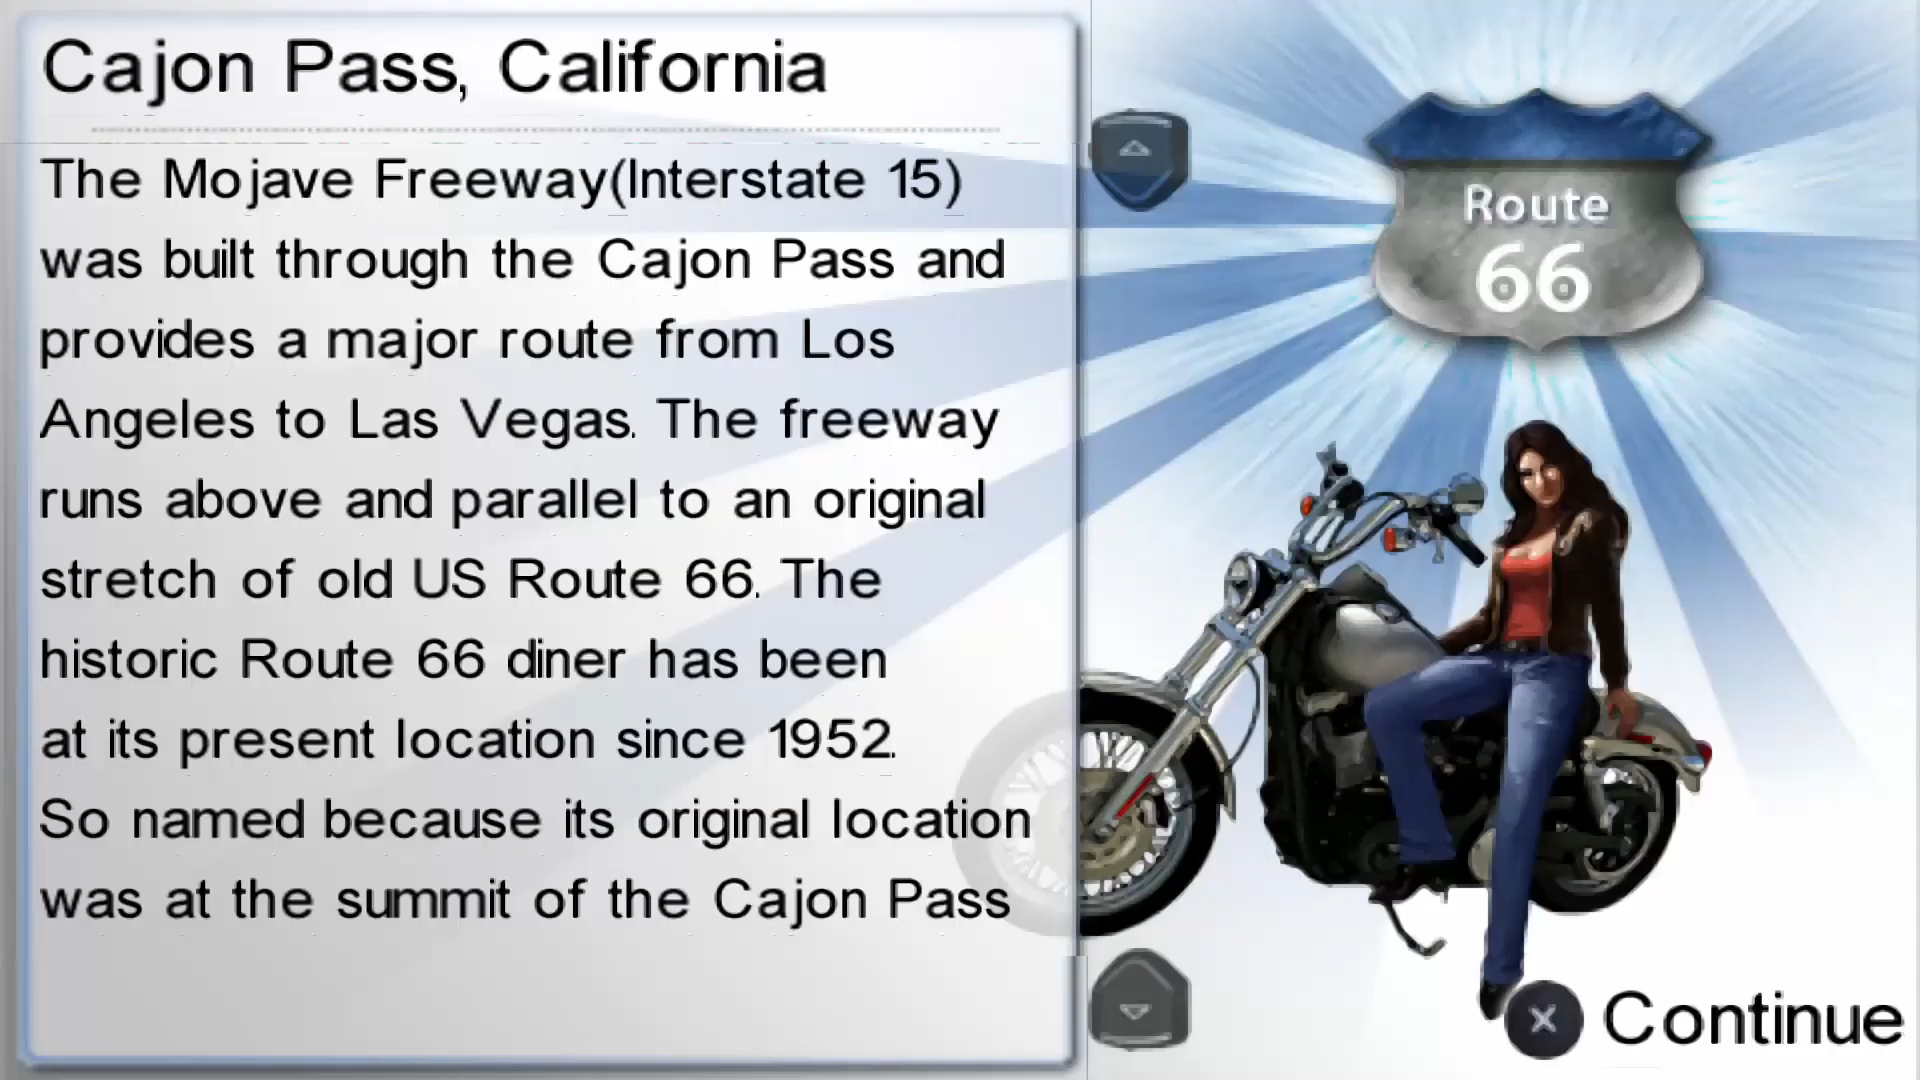 Cajon Pass, California
The Mojave Freeway(Interstate 15)
was built through the Cajon Pass and
provides a major route from Los
Angeles to Las Vegas. The freeway
runs above and parallel to an original
stretch of old US Route 66. The
historic Route 66 diner has been
at its present location since 1952.
So named because its original location
was at the summit of the Cajon Pass
Route
66
Continue